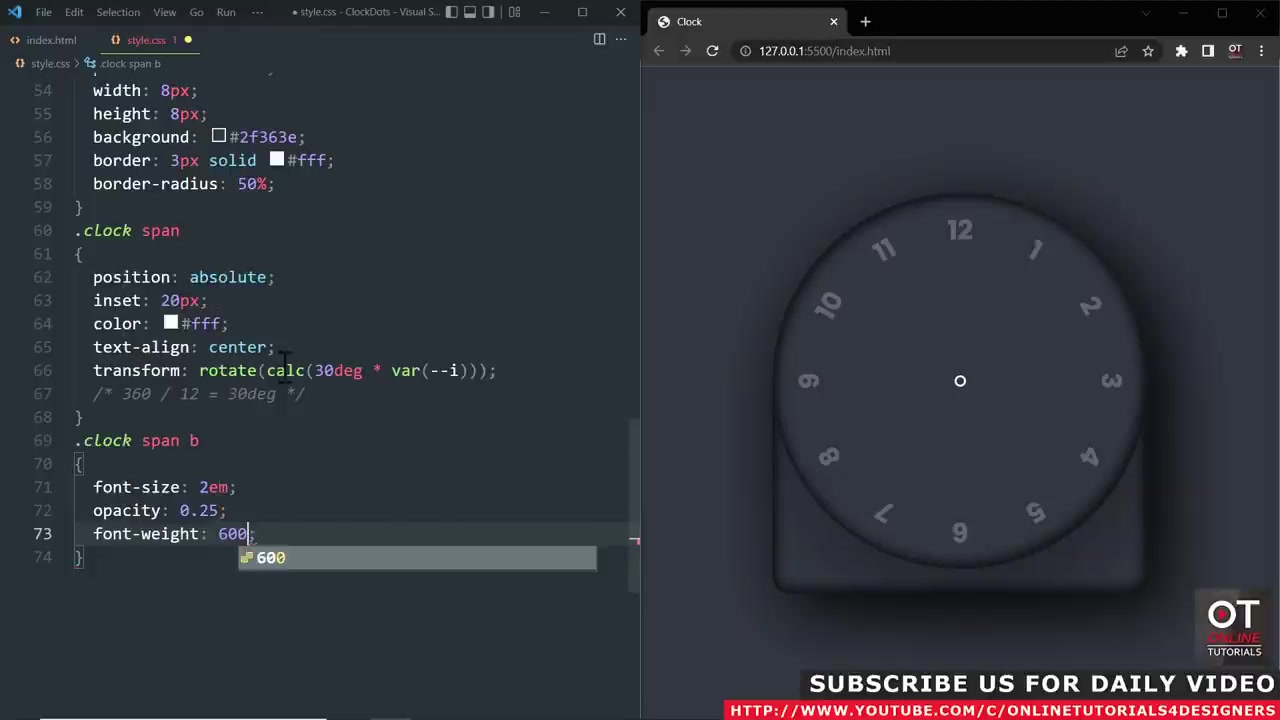 File Edit Selection View Go Run ··· ● style.css - ClockDots - Visual S...
index.html
style.css 1 ●
style.css > .clock span b
54 width: 8px;
55 height: 8px;
56 background: #2f363e;
57 border: 3px solid #fff;
58 border-radius: 50%;
59 }
60 .clock span
61 {
62 position: absolute;
63 inset: 20px;
64 color: #fff;
65 text-align: center;
66 transform: rotate(calc(30deg * var(--i)));
67 /* 360 / 12 = 30deg */
68 }
69 .clock span b
70 {
71 font-size: 2em;
72 opacity: 0.25;
73 font-weight: 600;
600
74 }
Clock
127.0.0.1:5500/index.html
OT
12
1
2
3
4
5
6
7
8
9
10
11
OT
ONLINE
TUTORIALS
SUBSCRIBE US FOR DAILY VIDEO
HTTP://WWW.YOUTUBE.COM/C/ONLINETUTORIALS4DESIGNERS